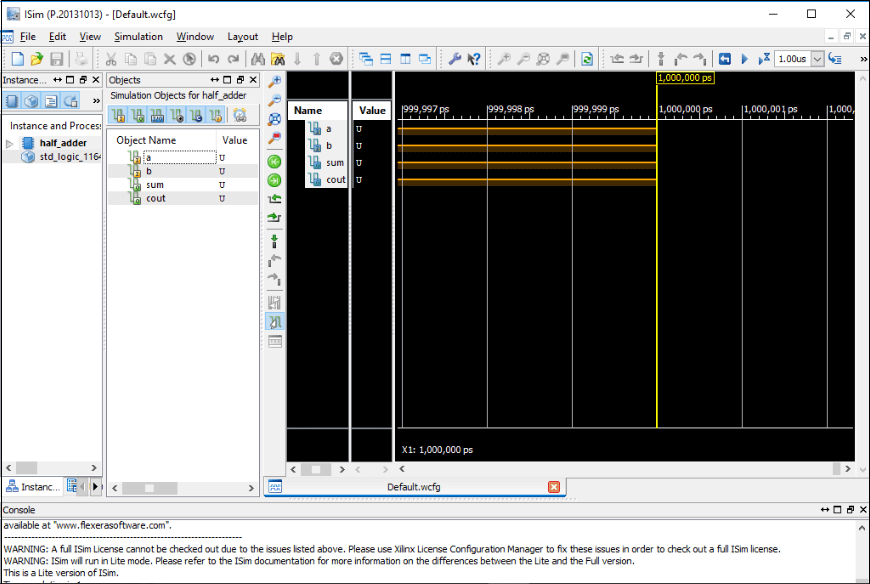 ISim (P.20131013) - [Default.wcfg]
File Edit View Simulation Window Layout Help
1.00us
Instance...
Objects
Simulation Objects for half_adder
Instance and Proces
half_adder
std_logic_1164
Object Name Value
a U
b U
sum U
cout U
Name Value
a U
b U
sum U
cout U
1,000,000 ps
999,997 ps 999,998 ps 999,999 ps 1,000,000 ps 1,000,001 ps 1,000,
X1: 1,000,000 ps
Instanc...
Default.wcfg
Console
available at "www.flexerasoftware.com".
----------------------------------------------------------------------
WARNING: A full ISim License cannot be checked out due to the issues listed above. Please use Xilinx License Configuration Manager to fix these issues in order to check out a full ISim license.
WARNING: ISim will run in Lite mode. Please refer to the ISim documentation for more information on the differences between the Lite and the Full version.
This is a Lite version of ISim.